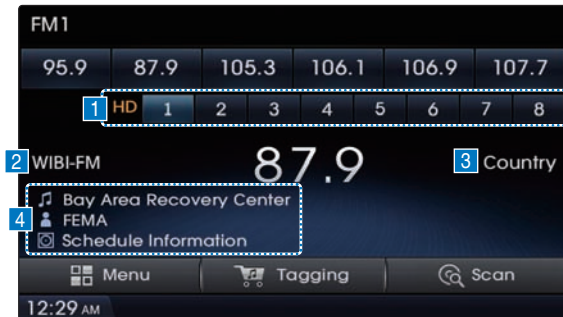 FM1
95.9 87.9 105.3 106.1 106.9 107.7
1 HD 1 2 3 4 5 6 7 8
2 WIBI-FM 87.9 3 Country
Bay Area Recovery Center
4 FEMA
Schedule Information
Menu Tagging Scan
12:29 AM